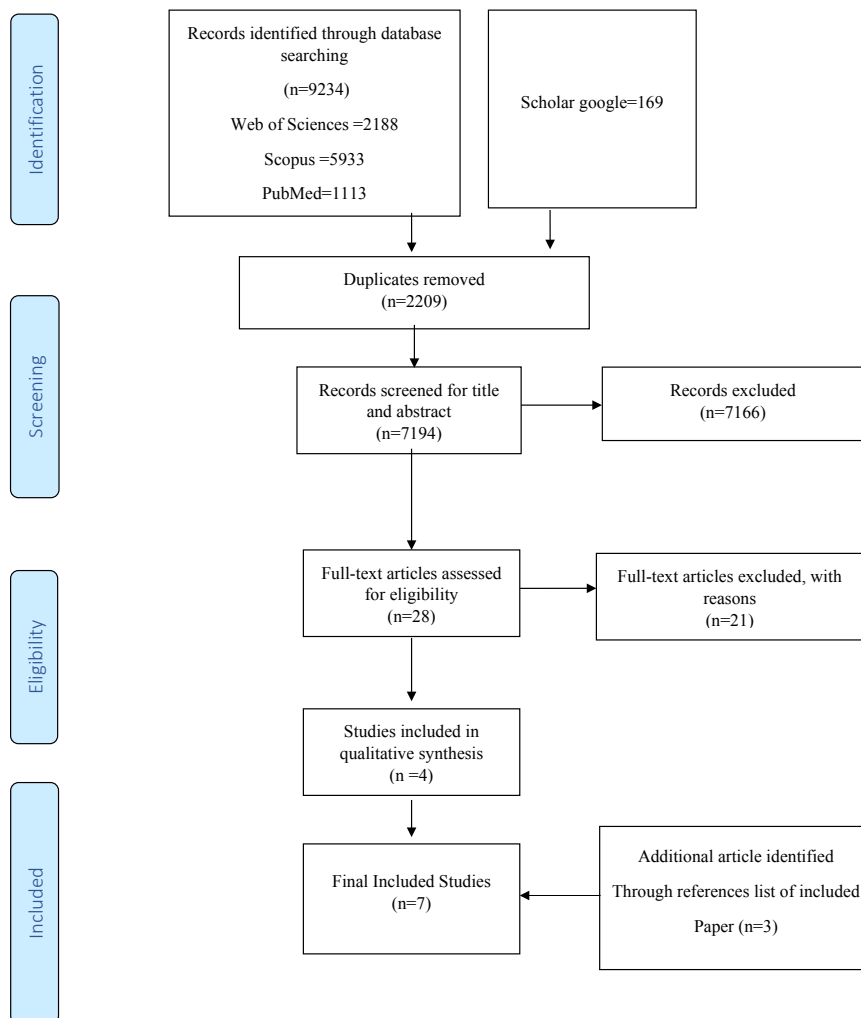 Identification
Records identified through database
searching
(n=9234)
Web of Sciences =2188
Scopus =5933
PubMed=1113
Scholar google=169
Duplicates removed
(n=2209)
Screening
Records screened for title
and abstract
(n=7194)
Records excluded
(n=7166)
Eligibility
Full-text articles assessed
for eligibility
(n=28)
Full-text articles excluded, with
reasons
(n=21)
Studies included in
qualitative synthesis
(n =4)
Included
Final Included Studies
(n=7)
Additional article identified
Through references list of included
Paper (n=3)